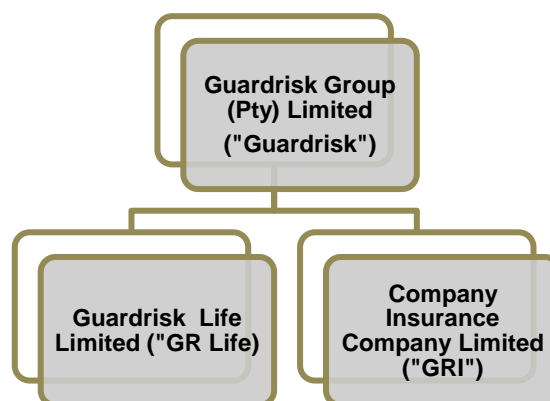 Guardrisk Group
(Pty) Limited
("Guardrisk")
Guardrisk Life
Limited ("GR Life)
Company
Insurance
Company Limited
("GRI")